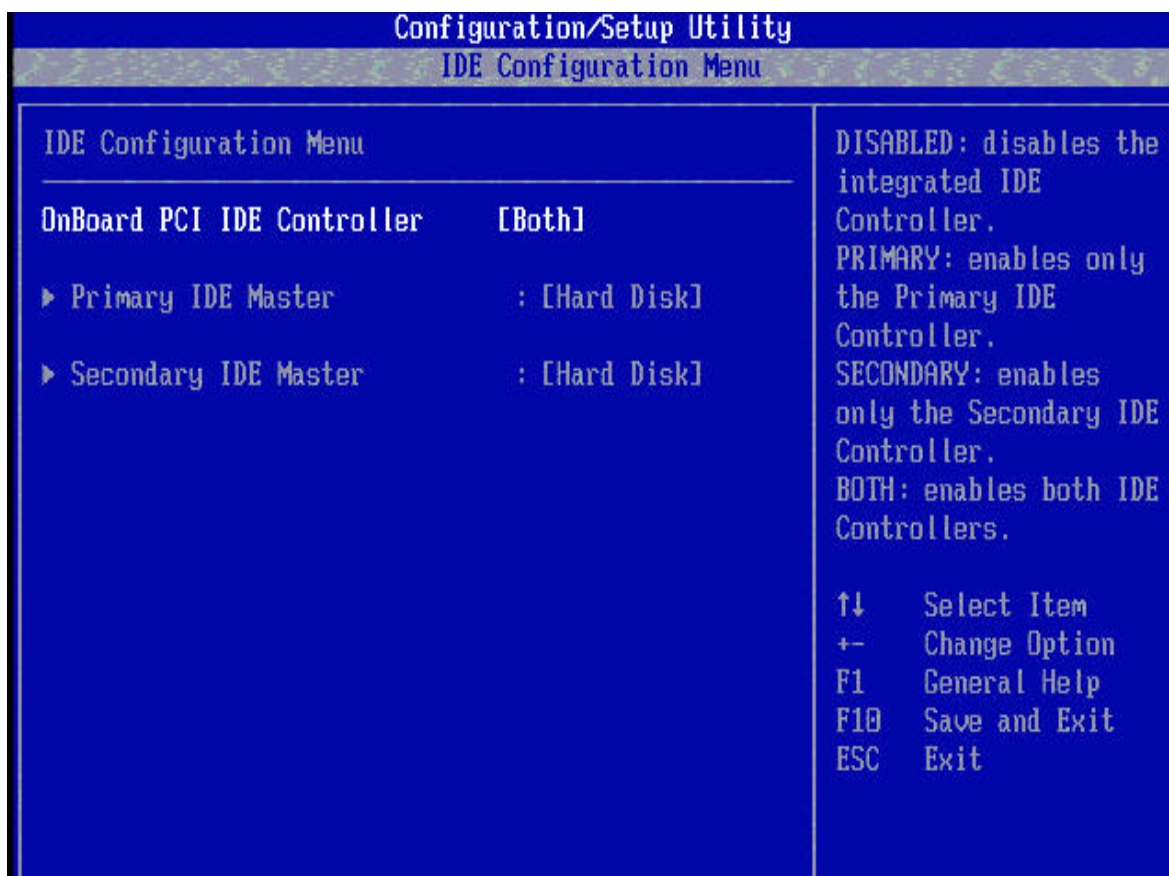 Configuration/Setup Utility
IDE Configuration Menu
IDE Configuration Menu
OnBoard PCI IDE Controller [Both]
▶ Primary IDE Master : [Hard Disk]
▶ Secondary IDE Master : [Hard Disk]
DISABLED: disables the
integrated IDE
Controller.
PRIMARY: enables only
the Primary IDE
Controller.
SECONDARY: enables
only the Secondary IDE
Controller.
BOTH: enables both IDE
Controllers.
↑↓ Select Item
+- Change Option
F1 General Help
F10 Save and Exit
ESC Exit